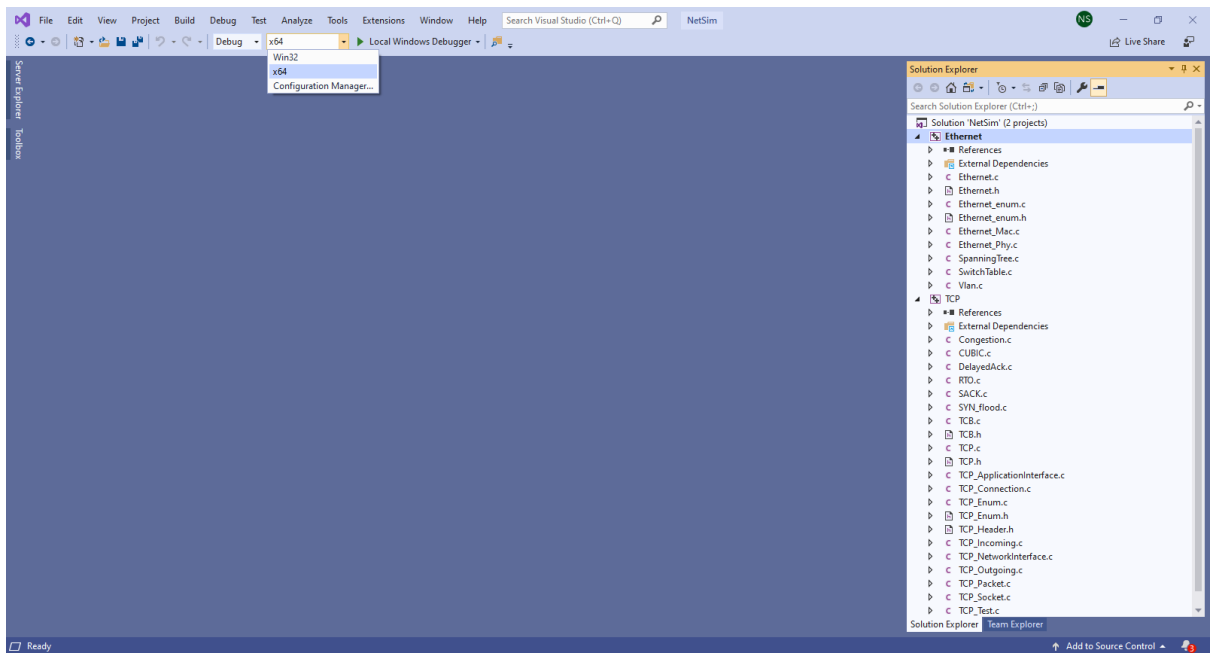 File Edit View Project Build Debug Test Analyze Tools Extensions Window Help Search Visual Studio (Ctrl+Q) NetSim NS
Debug x64 Local Windows Debugger Live Share
Win32
x64
Configuration Manager...
Server Explorer
Toolbox
Solution Explorer
Search Solution Explorer (Ctrl+;)
Solution 'NetSim' (2 projects)
Ethernet
References
External Dependencies
Ethernet.c
Ethernet.h
Ethernet_enum.c
Ethernet_enum.h
Ethernet_Mac.c
Ethernet_Phy.c
SpanningTree.c
SwitchTable.c
Vlan.c
TCP
References
External Dependencies
Congestion.c
CUBIC.c
DelayedAck.c
RTO.c
SACK.c
SYN_flood.c
TCB.c
TCB.h
TCP.c
TCP.h
TCP_ApplicationInterface.c
TCP_Connection.c
TCP_Enum.c
TCP_Enum.h
TCP_Header.h
TCP_Incoming.c
TCP_NetworkInterface.c
TCP_Outgoing.c
TCP_Packet.c
TCP_Socket.c
TCP_Test.c
Solution Explorer Team Explorer
Ready Add to Source Control 3